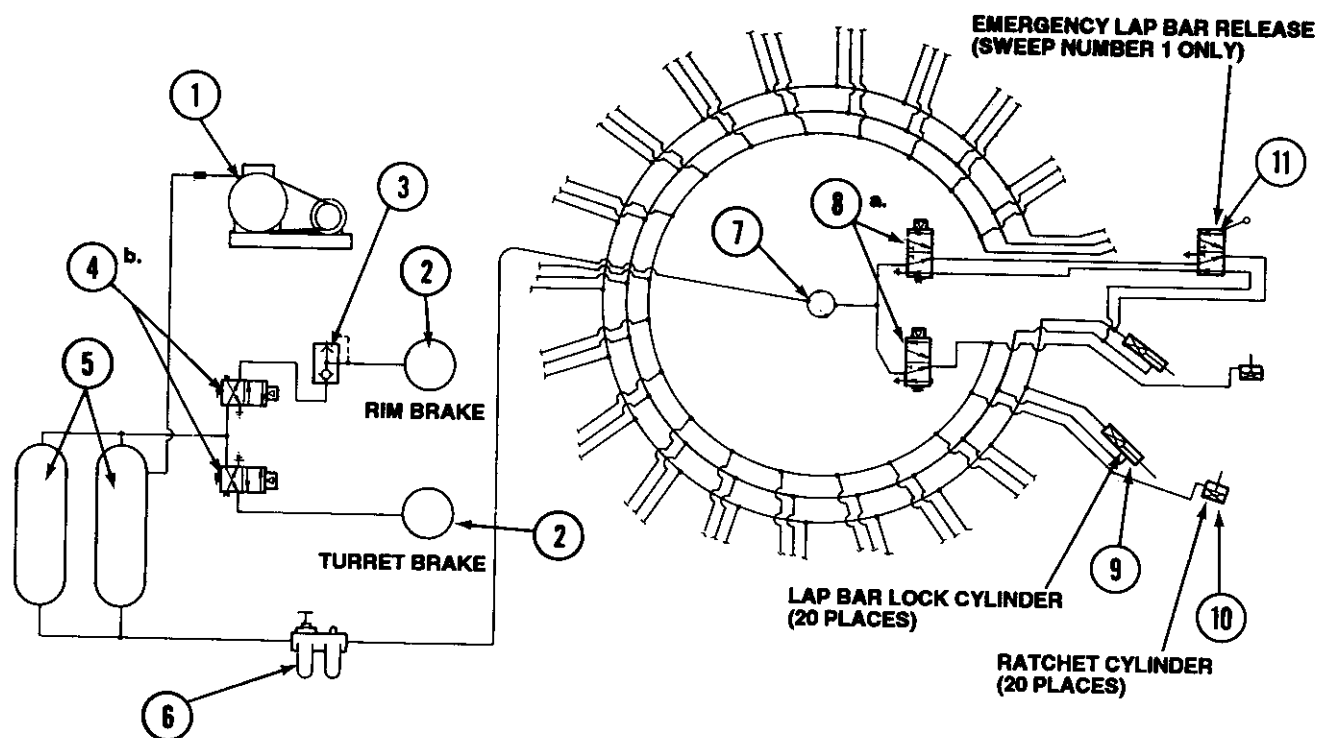 EMERGENCY LAP BAR RELEASE
(SWEEP NUMBER 1 ONLY)
1
11
3
8 a.
7
4 b.
2
5
RIM BRAKE
2
TURRET BRAKE
9
LAP BAR LOCK CYLINDER
(20 PLACES)
10
RATCHET CYLINDER
(20 PLACES)
6